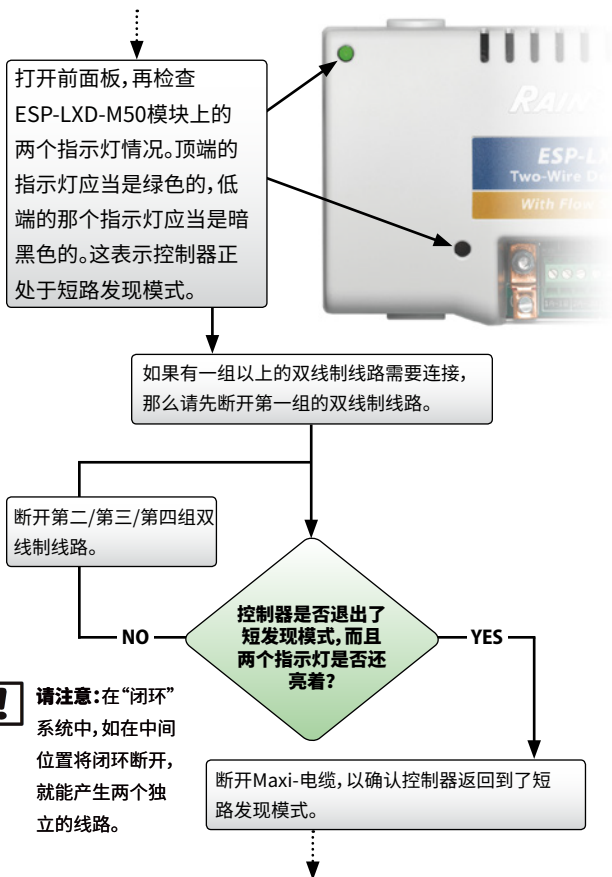 打开前面板,再检查
ESP-LXD-M50模块上的
两个指示灯情况。顶端的
指示灯应当是绿色的,低
端的那个指示灯应当是暗
黑色的。这表示控制器正
处于短路发现模式。
RAIN
ESP-L
Two-Wire De
With Flow
如果有一组以上的双线制线路需要连接,
那么请先断开第一组的双线制线路。
断开第二/第三/第四组双
线制线路。
控制器是否退出了
短发现模式,而且
两个指示灯是否还
亮着?
NO
YES
! 请注意:在“闭环”
系统中,如在中间
位置将闭环断开,
就能产生两个独
立的线路。
断开Maxi-电缆,以确认控制器返回到了短
路发现模式。